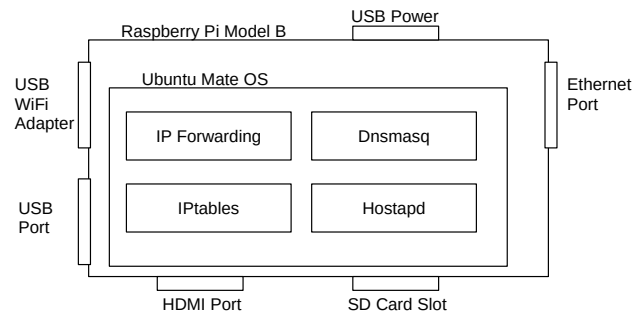 USB Power
Raspberry Pi Model B
USB
WiFi
Adapter
Ubuntu Mate OS
Ethernet
Port
IP Forwarding
Dnsmasq
IPtables
Hostapd
USB
Port
HDMI Port
SD Card Slot